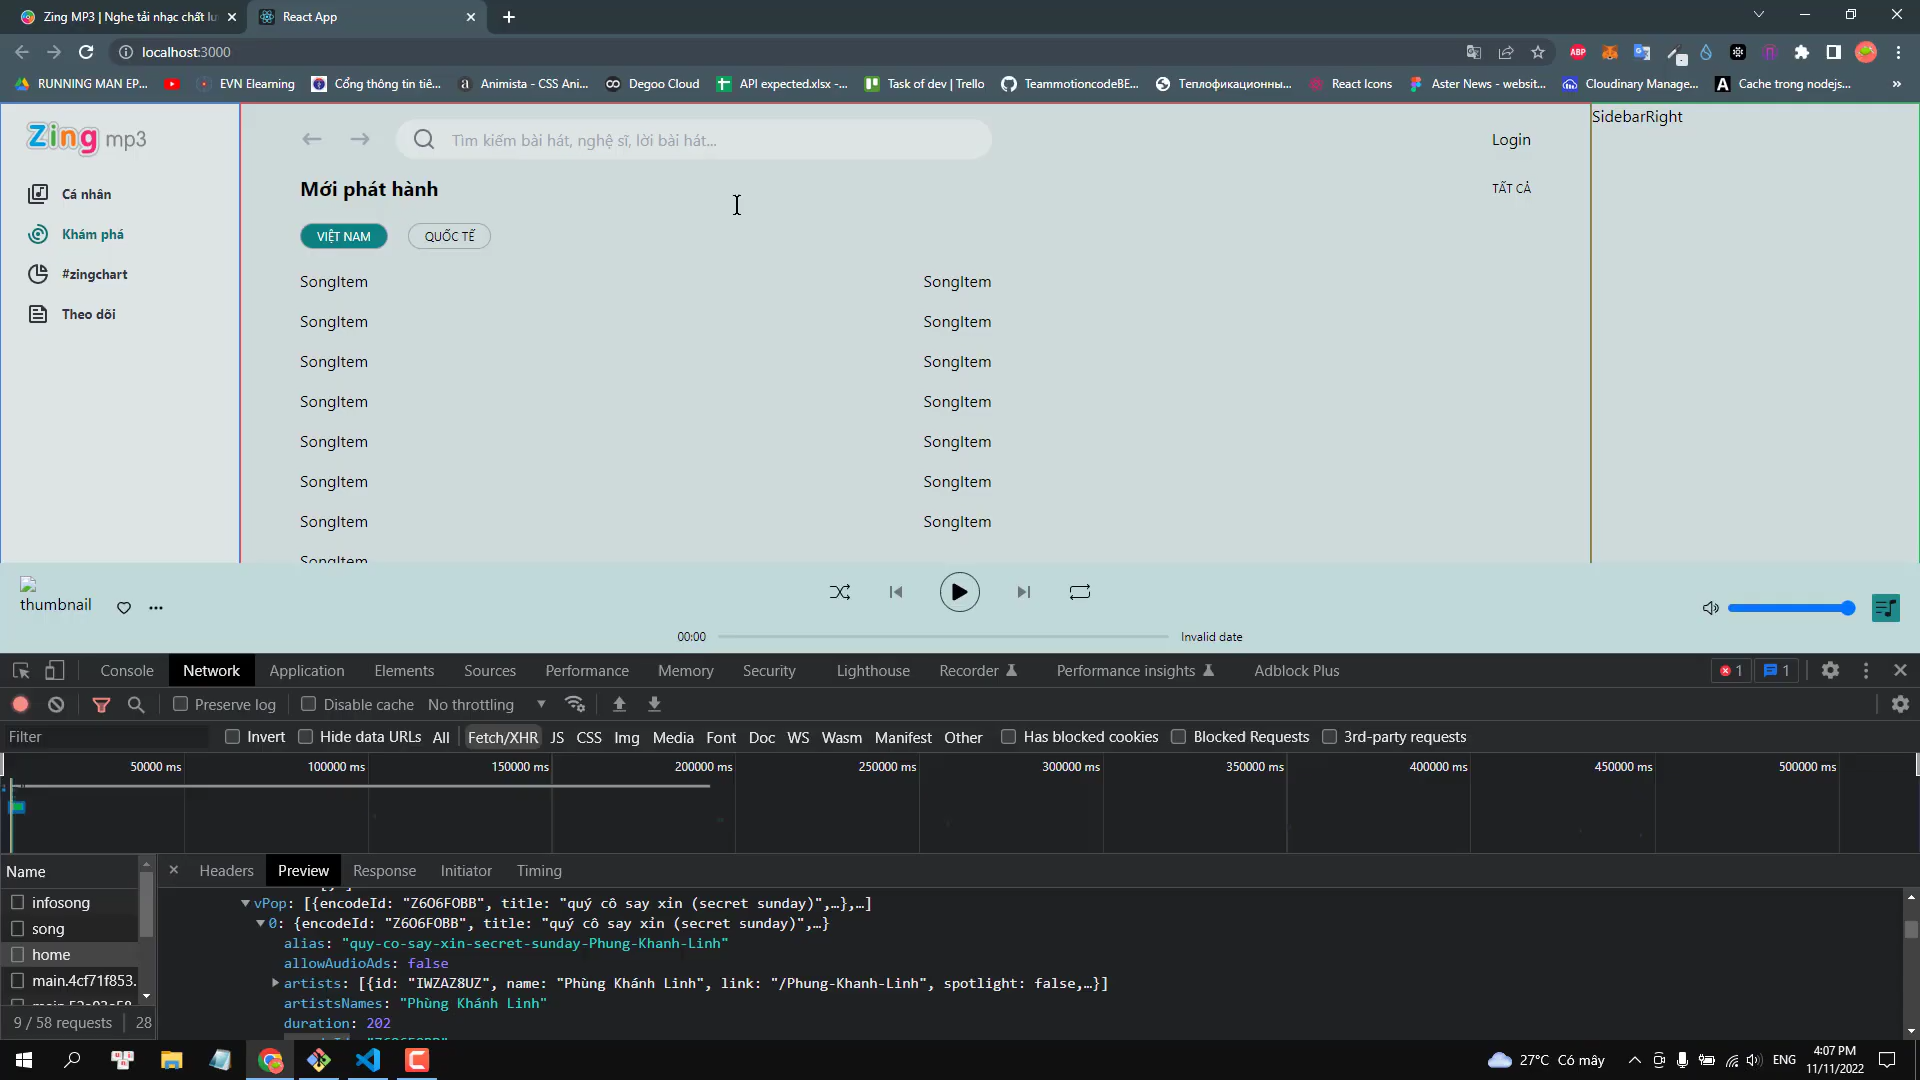 Zing MP3 | Nghe tải nhạc chất lư
React App
localhost:3000
RUNNING MAN EP...
EVN Elearning
Cổng thông tin tiê...
Animista - CSS Ani...
Degoo Cloud
API expected.xlsx -...
Task of dev | Trello
TeammotioncodeBE...
Теплофикационны...
React Icons
Aster News - websit...
Cloudinary Manage...
Cache trong nodejs...
»
Zing mp3
Tìm kiếm bài hát, nghệ sĩ, lời bài hát...
Login
SidebarRight
Cá nhân
Khám phá
#zingchart
Theo dõi
Mới phát hành
TẤT CẢ
VIỆT NAM
QUỐC TẾ
SongItem SongItem
SongItem SongItem
SongItem SongItem
SongItem SongItem
SongItem SongItem
SongItem SongItem
SongItem SongItem
SongItem
thumbnail
00:00
Invalid date
Console Network Application Elements Sources Performance Memory Security Lighthouse Recorder Performance insights Adblock Plus
1 1
Preserve log Disable cache No throttling
Filter Invert Hide data URLs All Fetch/XHR JS CSS Img Media Font Doc WS Wasm Manifest Other Has blocked cookies Blocked Requests 3rd-party requests
50000 ms 100000 ms 150000 ms 200000 ms 250000 ms 300000 ms 350000 ms 400000 ms 450000 ms 500000 ms
Name
Headers Preview Response Initiator Timing
infosong
song
home
main.4cf71f853.
9 / 58 requests 28
vPop: [{encodeId: "Z6O6FOBB", title: "quý cô say xỉn (secret sunday)",…},…]
0: {encodeId: "Z6O6FOBB", title: "quý cô say xỉn (secret sunday)",…}
alias: "quy-co-say-xin-secret-sunday-Phung-Khanh-Linh"
allowAudioAds: false
artists: [{id: "IWZAZ8UZ", name: "Phùng Khánh Linh", link: "/Phung-Khanh-Linh", spotlight: false,…}]
artistsNames: "Phùng Khánh Linh"
duration: 202
27°C Có mây
ENG
4:07 PM
11/11/2022